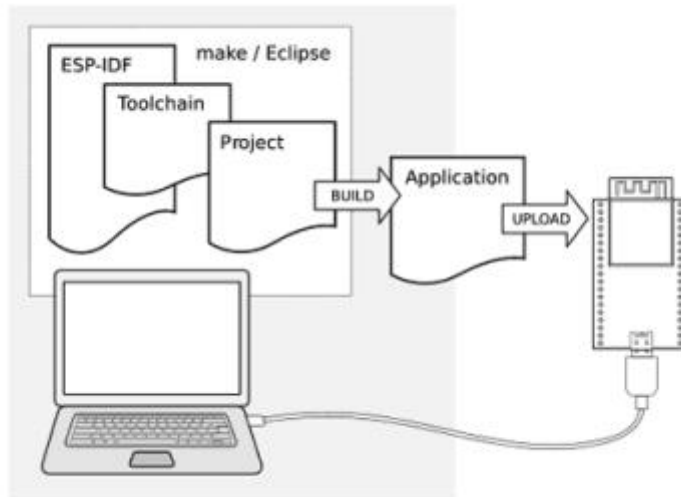 make / Eclipse
ESP-IDF
Toolchain
Project
BUILD
Application
UPLOAD